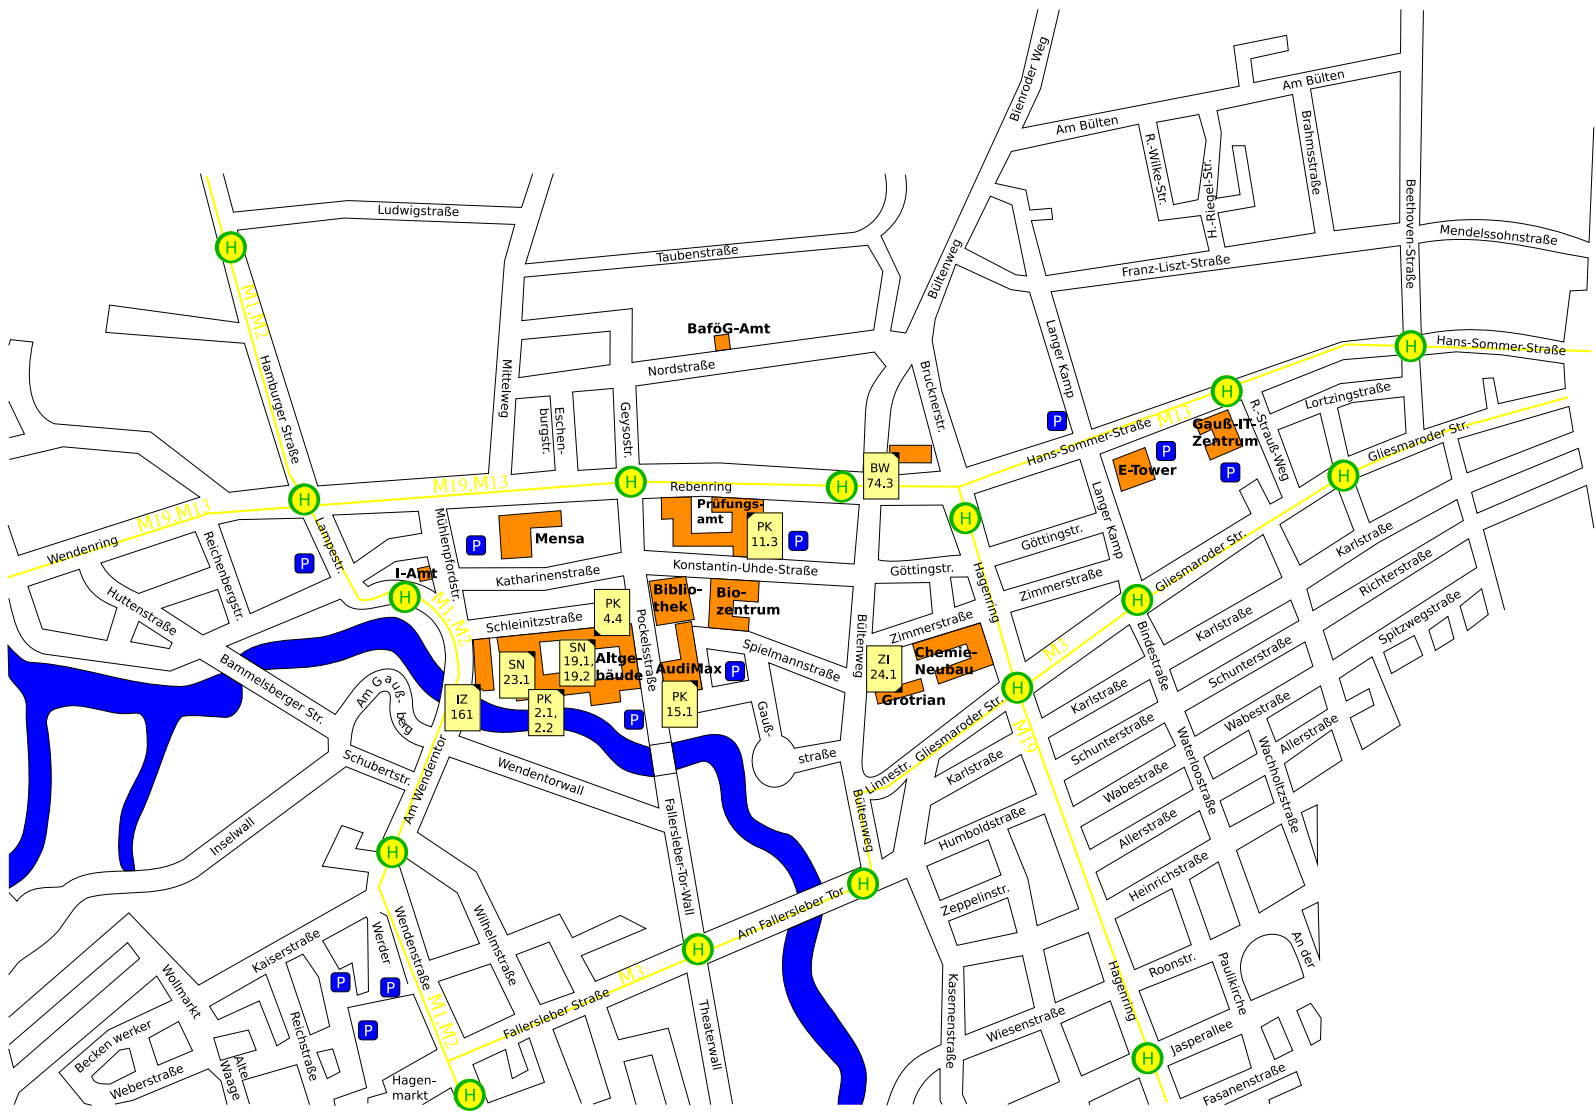 Bienroder Weg
Am Bülten
Am Bülten
R.-Wilke-Str.
H.-Riegel-Str.
Brahmsstraße
Beethoven-Straße
Mendelssohnstraße
Franz-Liszt-Straße
Ludwigstraße
Taubenstraße
Bültenweg
H
M1,M2
Hamburger Straße
Mittelweg
BaföG-Amt
Nordstraße
Brucknerstr.
Langer Kamp
H
Hans-Sommer-Straße
H
Lortzingstraße
R.-Strauß-Weg
M13
Hans-Sommer-Straße
P
Gauß-IT-
Zentrum
P
P
E-Tower
Gliesmaroder Str.
H
Eschen-
burgstr.
Geysostr.
H
M19,M13
H
Rebenring
H
BW
74.3
M19,M13
Wendenring
Lampestr.
Reichenbergstr.
Huttenstraße
P
Mühlenpfordstr.
P
Mensa
Prüfungs-
amt
PK
11.3
P
H
Göttingstr.
Langer Kamp
Göttingstr.
Karlstraße
Richterstraße
Spitzwegstraße
I-Amt
H
M1,M2
Katharinenstraße
Konstantin-Uhde-Straße
Schleinitzstraße
PK
4.4
Biblio-
thek
Bio-
zentrum
Pockelsstraße
Spielmannstraße
Bültenweg
Zimmerstraße
Zimmerstraße
Hagenring
H
Gliesmaroder Str.
Bindestraße
M3
Karlstraße
Schunterstraße
Wabestraße
Allerstraße
SN
23.1
SN
19.1,
19.2
Altge-
bäude
AudiMax
P
PK
15.1
P
IZ
161
PK
2.1,
2.2
ZI
24.1
Chemie-
Neubau
Grotrian
H
Gliesmaroder Str.
Linnestr.
Gauß-
straße
Bammelsberger Str.
Am Gauß-
berg
Schubertstr.
Am Wenderntor
Wendentorwall
Inselwall
H
Fallersleber-Tor-Wall
Bültenweg
Karlstraße
Humboldstraße
Zeppelinstr.
M19
Karlstraße
Schunterstraße
Wabestraße
Allerstraße
Heinrichstraße
Waterloostraße
Wachholtzstraße
H
Am Fallersleber Tor
H
M3
Fallersleber Straße
Wilhelmstraße
Wendenstraße
Werder
Kaiserstraße
Wollmarkt
P
P
P
M1,M2
Reichstraße
Becken werker
Weberstraße
Alte
Waage
Hagen-
markt
H
Theaterwall
Kasernenstraße
Wiesenstraße
Hagenring
Roonstr.
Paulikirche
An der
Jasperallee
H
Fasanenstraße